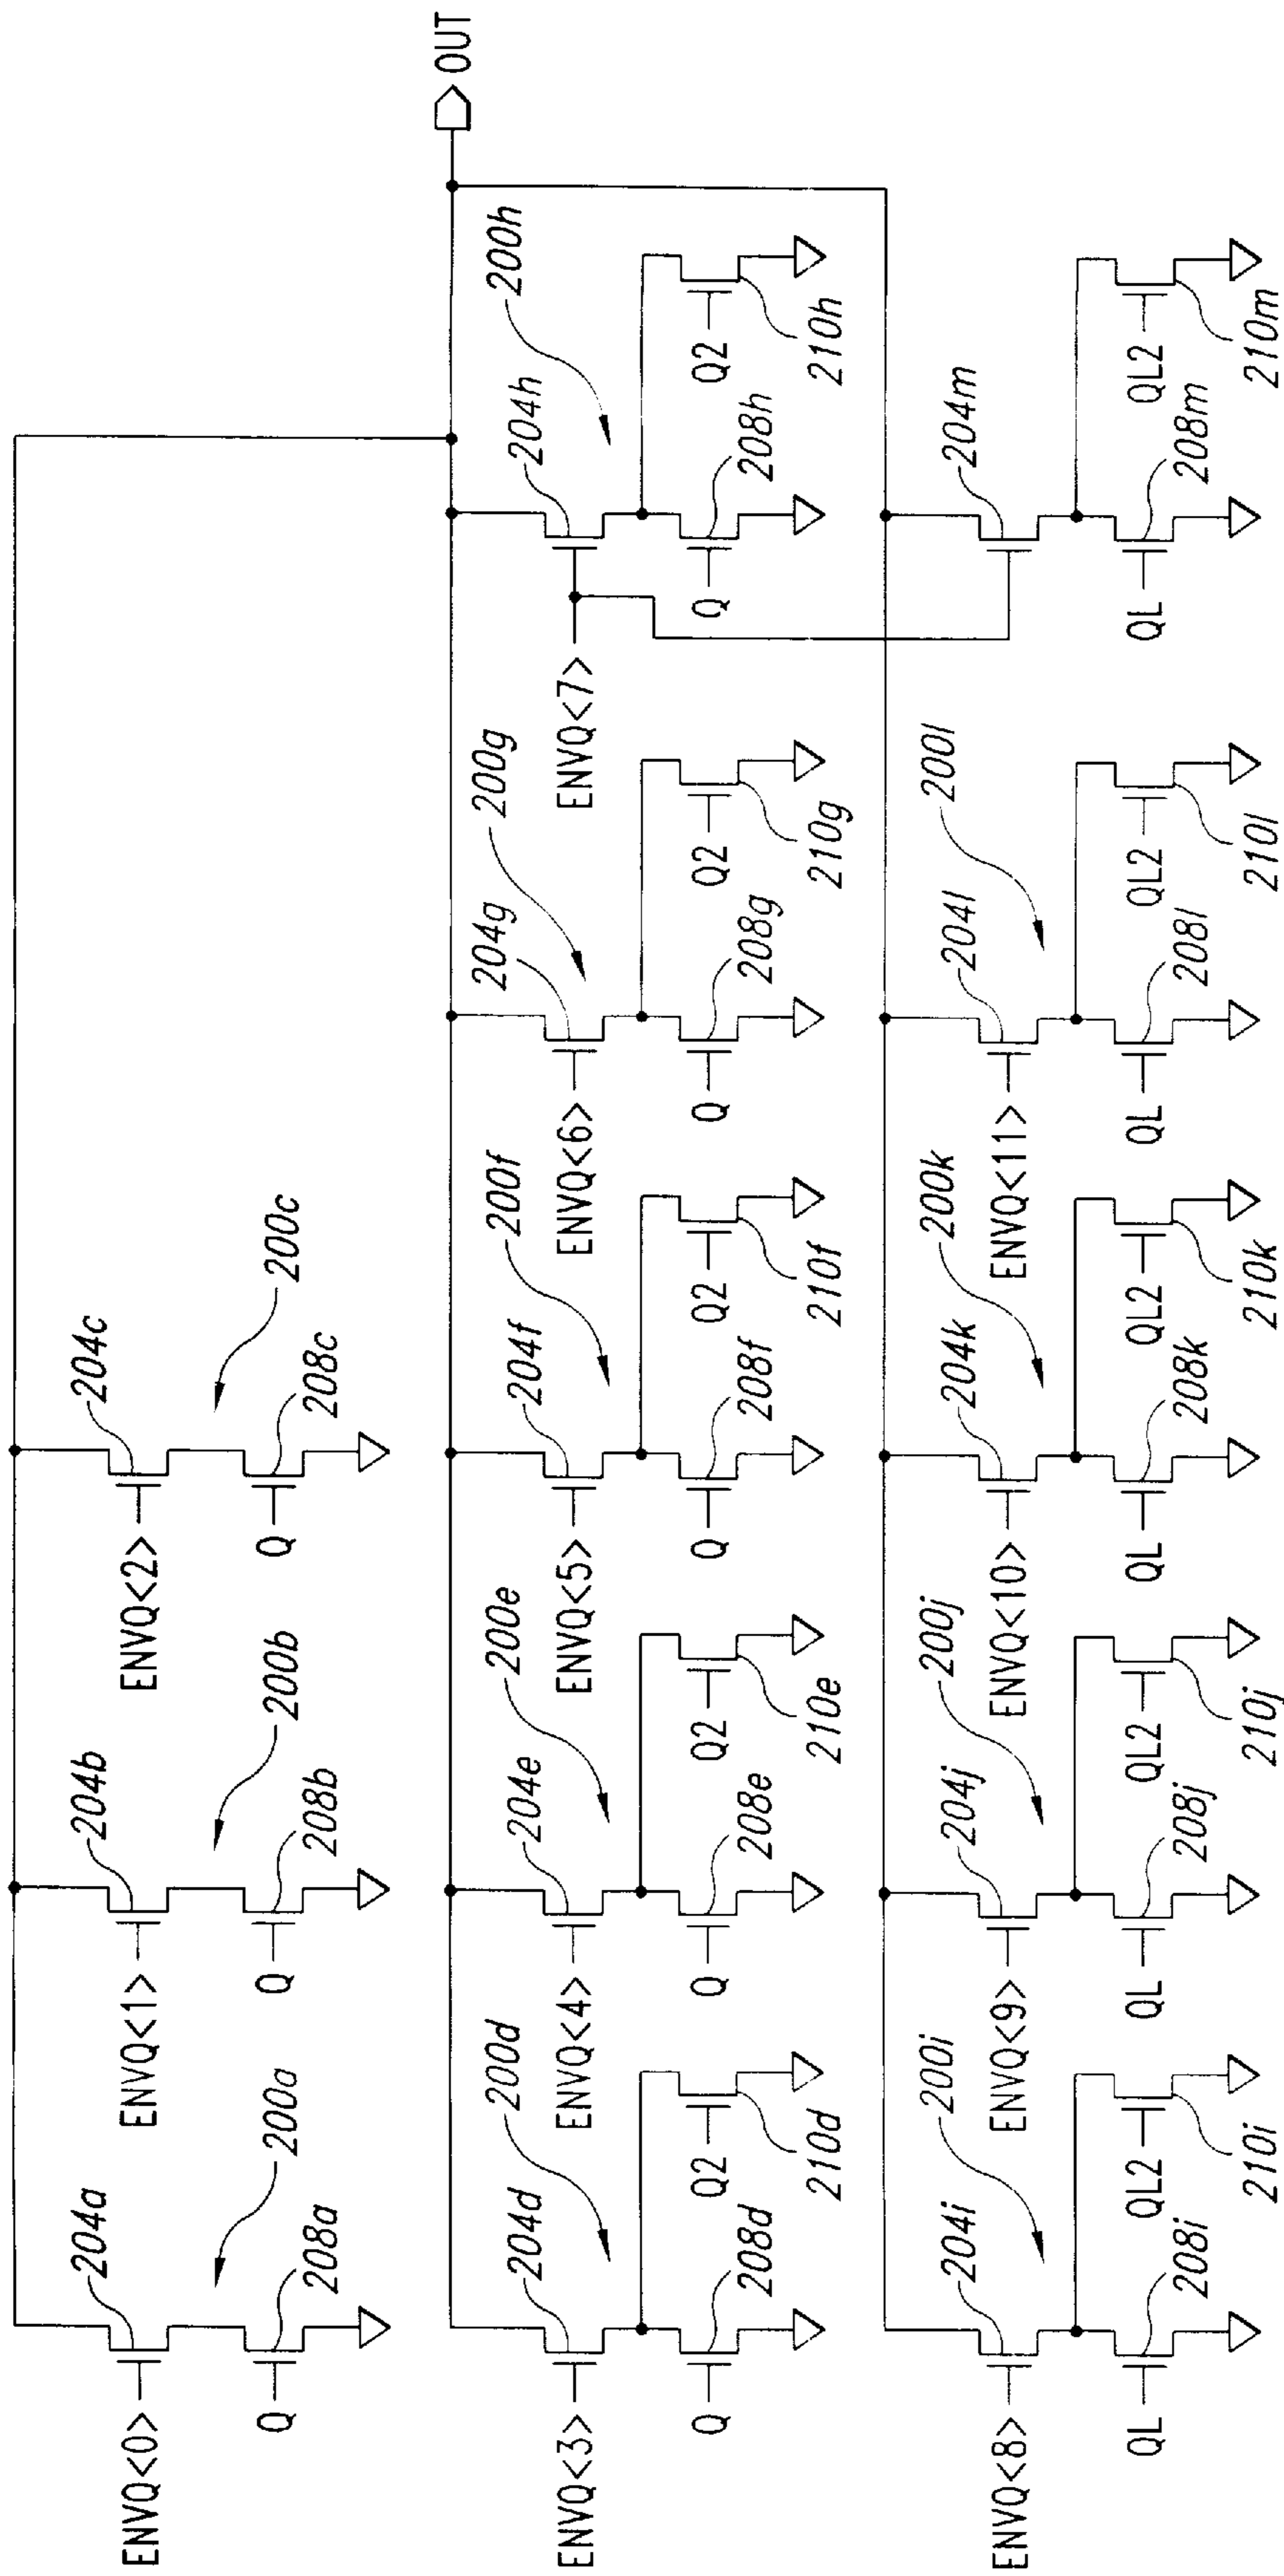 204a
204b
204c
ENVQ<0>
200a
ENVQ<1>
200b
ENVQ<2>
200c
208a
208b
208c
Q
Q
Q
OUT
204d
200d
204e
200e
204f
200f
204g
200g
204h
200h
ENVQ<3>
ENVQ<4>
ENVQ<5>
ENVQ<6>
ENVQ<7>
208d
Q2
208e
Q2
208f
Q2
208g
Q2
208h
Q2
Q
Q
Q
Q
Q
210d
210e
210f
210g
210h
204i
200i
204j
200j
204k
200k
204l
200l
204m
ENVQ<8>
ENVQ<9>
ENVQ<10>
ENVQ<11>
QL
QL2
QL
QL2
QL
QL2
QL
QL2
QL
QL2
208i
210i
208j
210j
208k
210k
208l
210l
208m
210m